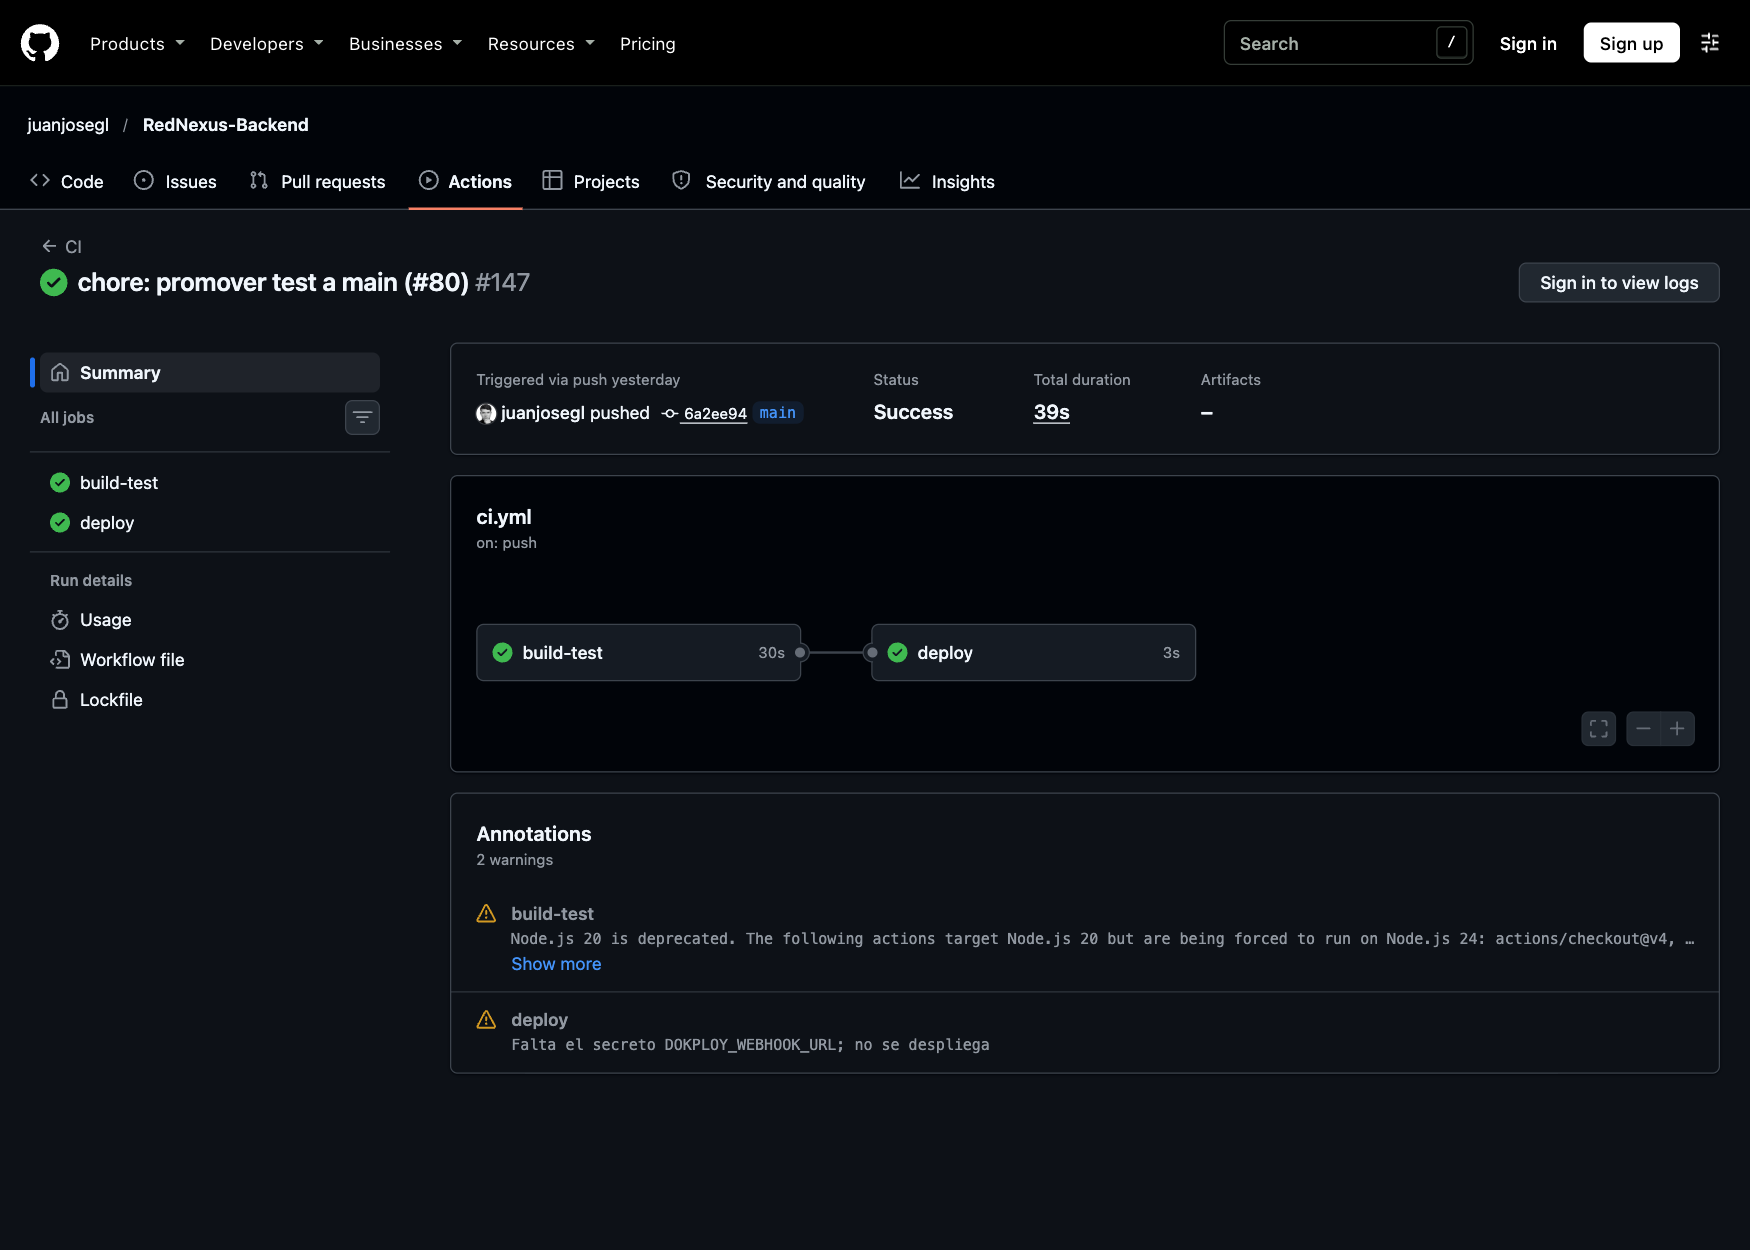 Products Developers Businesses Resources Pricing Search / Sign in Sign up
juanjosegl / RedNexus-Backend
Code Issues Pull requests Actions Projects Security and quality Insights
CI
chore: promover test a main (#80) #147
Sign in to view logs
Summary
All jobs
build-test
deploy
Run details
Usage
Workflow file
Lockfile
Triggered via push yesterday
juanjosegl pushed 6a2ee94 main
Status
Success
Total duration
39s
Artifacts
–
ci.yml
on: push
build-test 30s
deploy 3s
Annotations
2 warnings
build-test
Node.js 20 is deprecated. The following actions target Node.js 20 but are being forced to run on Node.js 24: actions/checkout@v4, …
Show more
deploy
Falta el secreto DOKPLOY_WEBHOOK_URL; no se despliega